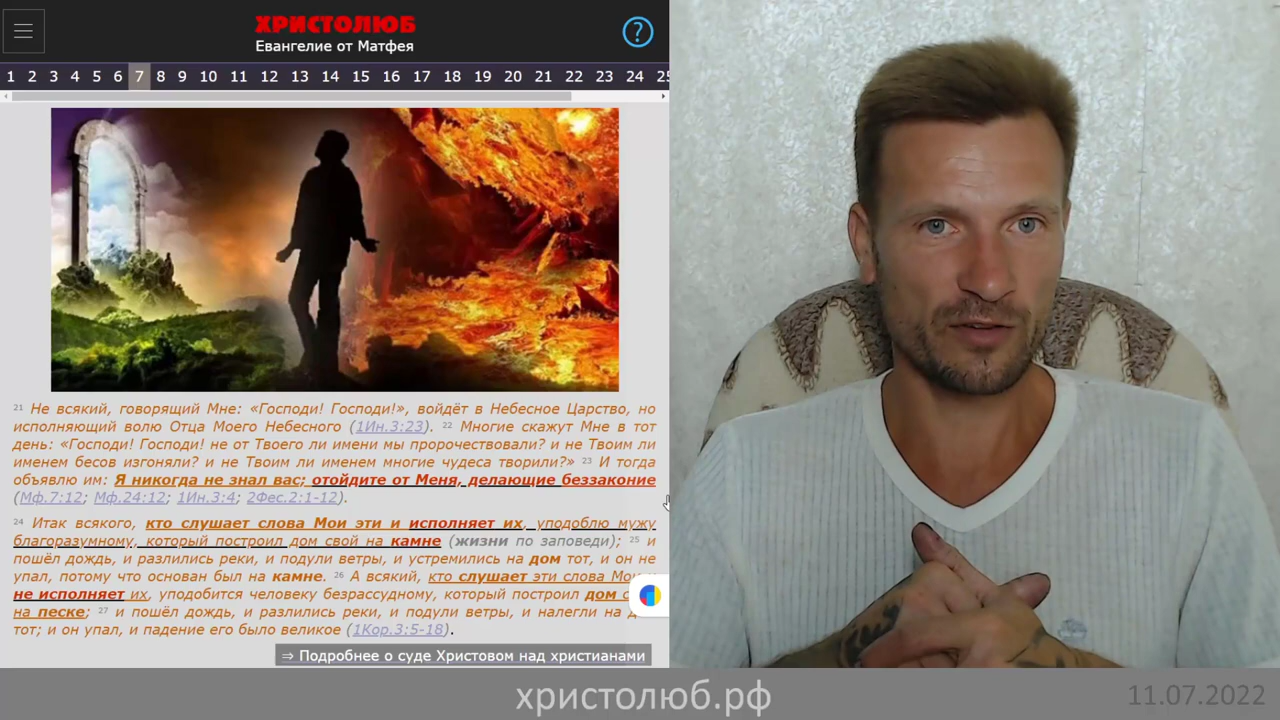 ХРИСТОЛЮБ
Евангелие от Матфея
?
1 2 3 4 5 6 7 8 9 10 11 12 13 14 15 16 17 18 19 20 21 22 23 24 25
21 Не всякий, говорящий Мне: «Господи! Господи!», войдёт в Небесное Царство, но
исполняющий волю Отца Моего Небесного (1Ин.3:23). 22 Многие скажут Мне в тот
день: «Господи! Господи! не от Твоего ли имени мы пророчествовали? и не Твоим ли
именем бесов изгоняли? и не Твоим ли именем многие чудеса творили?» 23 И тогда
объявлю им: Я никогда не знал вас; отойдите от Меня, делающие беззаконие
(Мф.7:12; Мф.24:12; 1Ин.3:4; 2Фес.2:1-12).
24 Итак всякого, кто слушает слова Мои эти и исполняет их, уподоблю мужу
благоразумному, который построил дом свой на камне (жизни по заповеди); 25 и
пошёл дождь, и разлились реки, и подули ветры, и устремились на дом тот, и он не
упал, потому что основан был на камне. 26 А всякий, кто слушает эти слова Мои
не исполняет их, уподобится человеку безрассудному, который построил дом
на песке; 27 и пошёл дождь, и разлились реки, и подули ветры, и налегли на
тот; и он упал, и падение его было великое (1Кор.3:5-18).
⇒ Подробнее о суде Христовом над христианами
христолюб.рф
11.07.2022